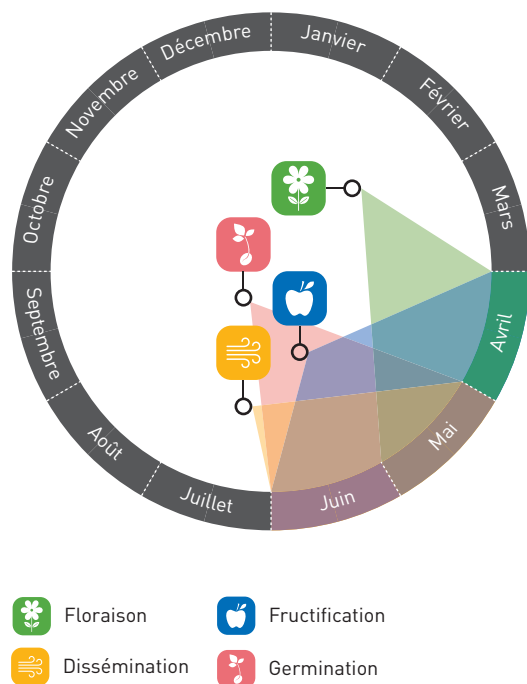 Janvier
Février
Mars
Avril
Mai
Juin
Juillet
Août
Septembre
Octobre
Novembre
Décembre
Floraison
Fructification
Dissémination
Germination